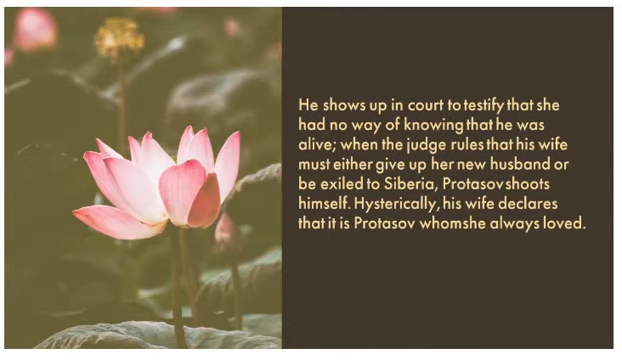 He shows up in court to testify that she
had no way of knowing that he was
alive; when the judge rules that his wife
must either give up her new husband or
be exiled to Siberia, Protasov shoots
himself. Hysterically, his wife declares
that it is Protasov whomshe always loved.